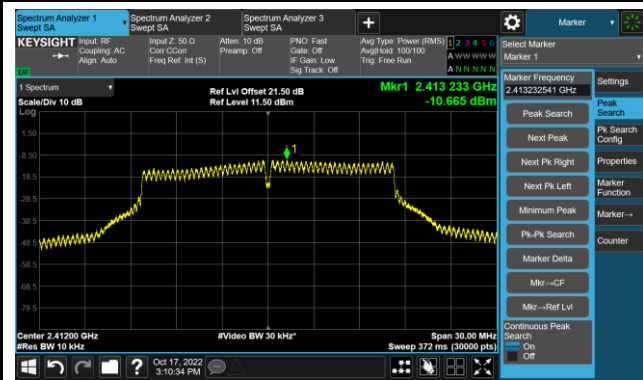 Spectrum Analyzer 1
Swept SA
Spectrum Analyzer 2
Swept SA
Spectrum Analyzer 3
Swept SA
Marker
KEYSIGHT
Input: RF
Coupling: AC
Align: Auto
Input Z: 50 Ω
Corr CCorr
Freq Ref: Int (S)
Atten: 10 dB
Preamp: Off
PNO: Fast
Gate: Off
IF Gain: Low
Sig Track: Off
Avg Type: Power (RMS)
Avg|Hold: 100/100
Trig: Free Run
1 2 3 4 5 6
A W W W W W
A N N N N N
LV
Select Marker
Marker 1
1 Spectrum
Scale/Div 10 dB
Log
Ref Lvl Offset 21.50 dB
Ref Level 11.50 dBm
Mkr1 2.413 233 GHz
-10.665 dBm
1
1.50
-8.50
-18.5
-28.5
-38.5
-48.5
-58.5
-68.5
-78.5
Center 2.41200 GHz
#Res BW 10 kHz
#Video BW 30 kHz*
Span 30.00 MHz
Sweep 372 ms (30000 pts)
Marker Frequency
2.413232541 GHz
Peak Search
Next Peak
Next Pk Right
Next Pk Left
Minimum Peak
Pk-Pk Search
Marker Delta
Mkr→CF
Mkr→Ref Lvl
Continuous Peak
Search
On
Off
Settings
Peak
Search
Pk Search
Config
Properties
Marker
Function
Marker→
Counter
Oct 17, 2022
3:10:34 PM